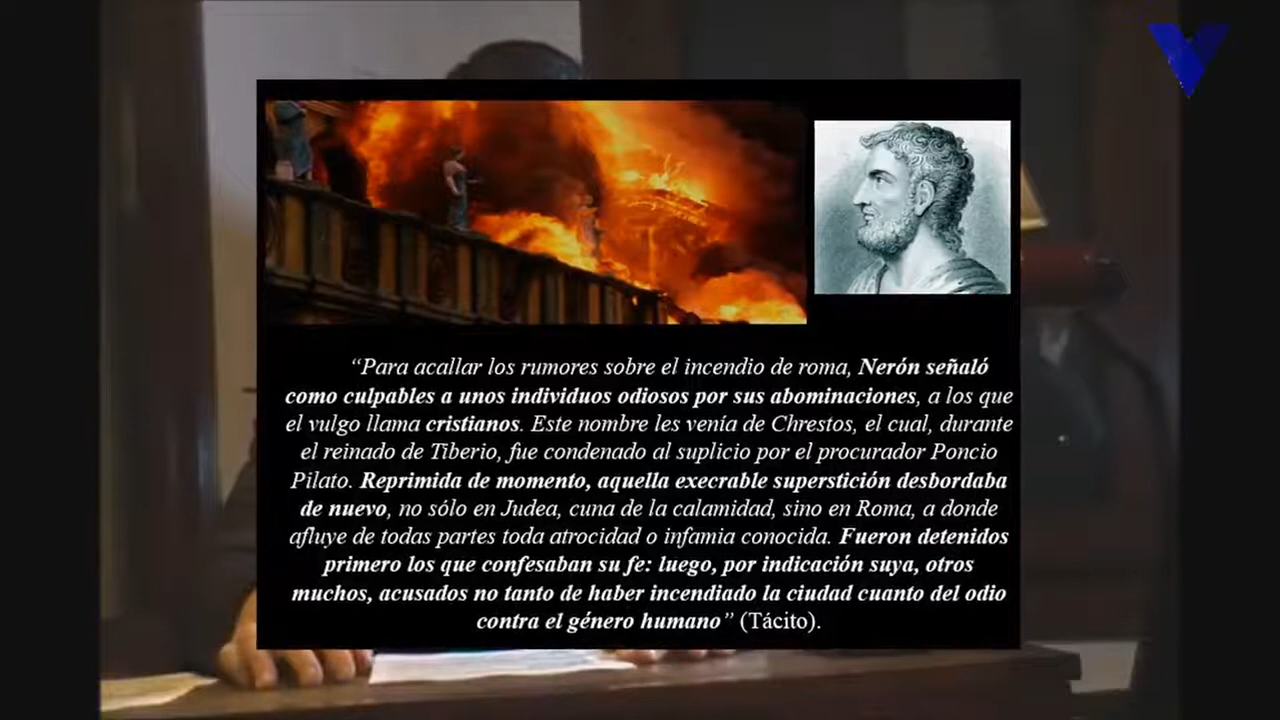 “Para acallar los rumores sobre el incendio de roma, Nerón señaló
como culpables a unos individuos odiosos por sus abominaciones, a los que
el vulgo llama cristianos. Este nombre les venía de Chrestos, el cual, durante
el reinado de Tiberio, fue condenado al suplicio por el procurador Poncio
Pilato. Reprimida de momento, aquella execrable superstición desbordaba
de nuevo, no sólo en Judea, cuna de la calamidad, sino en Roma, a donde
afluye de todas partes toda atrocidad o infamia conocida. Fueron detenidos
primero los que confesaban su fe: luego, por indicación suya, otros
muchos, acusados no tanto de haber incendiado la ciudad cuanto del odio
contra el género humano” (Tácito).